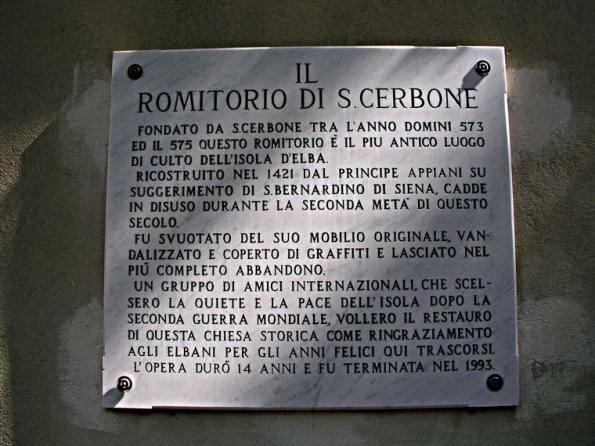 IL
ROMITORIO DI S.CERBONE
FONDATO DA S.CERBONE TRA L'ANNO DOMINI 573
ED IL 575 QUESTO ROMITORIO É IL PIU ANTICO LUOGO
DI CULTO DELL'ISOLA D'ELBA.
RICOSTRUITO NEL 1421 DAL PRINCIPE APPIANI SU
SUGGERIMENTO DI S.BERNARDINO DI SIENA, CADDE
IN DISUSO DURANTE LA SECONDA META' DI QUESTO
SECOLO.
FU SVUOTATO DEL SUO MOBILIO ORIGINALE, VAN-
DALIZZATO E COPERTO DI GRAFFITI E LASCIATO NEL
PIÚ COMPLETO ABBANDONO.
UN GRUPPO DI AMICI INTERNAZIONALI, CHE SCEL-
SERO LA QUIETE E LA PACE DELL'ISOLA DOPO LA
SECONDA GUERRA MONDIALE, VOLLERO IL RESTAURO
DI QUESTA CHIESA STORICA COME RINGRAZIAMENTO
AGLI ELBANI PER GLI ANNI FELICI QUI TRASCORSI.
L'OPERA DURÓ 14 ANNI E FU TERMINATA NEL 1993.